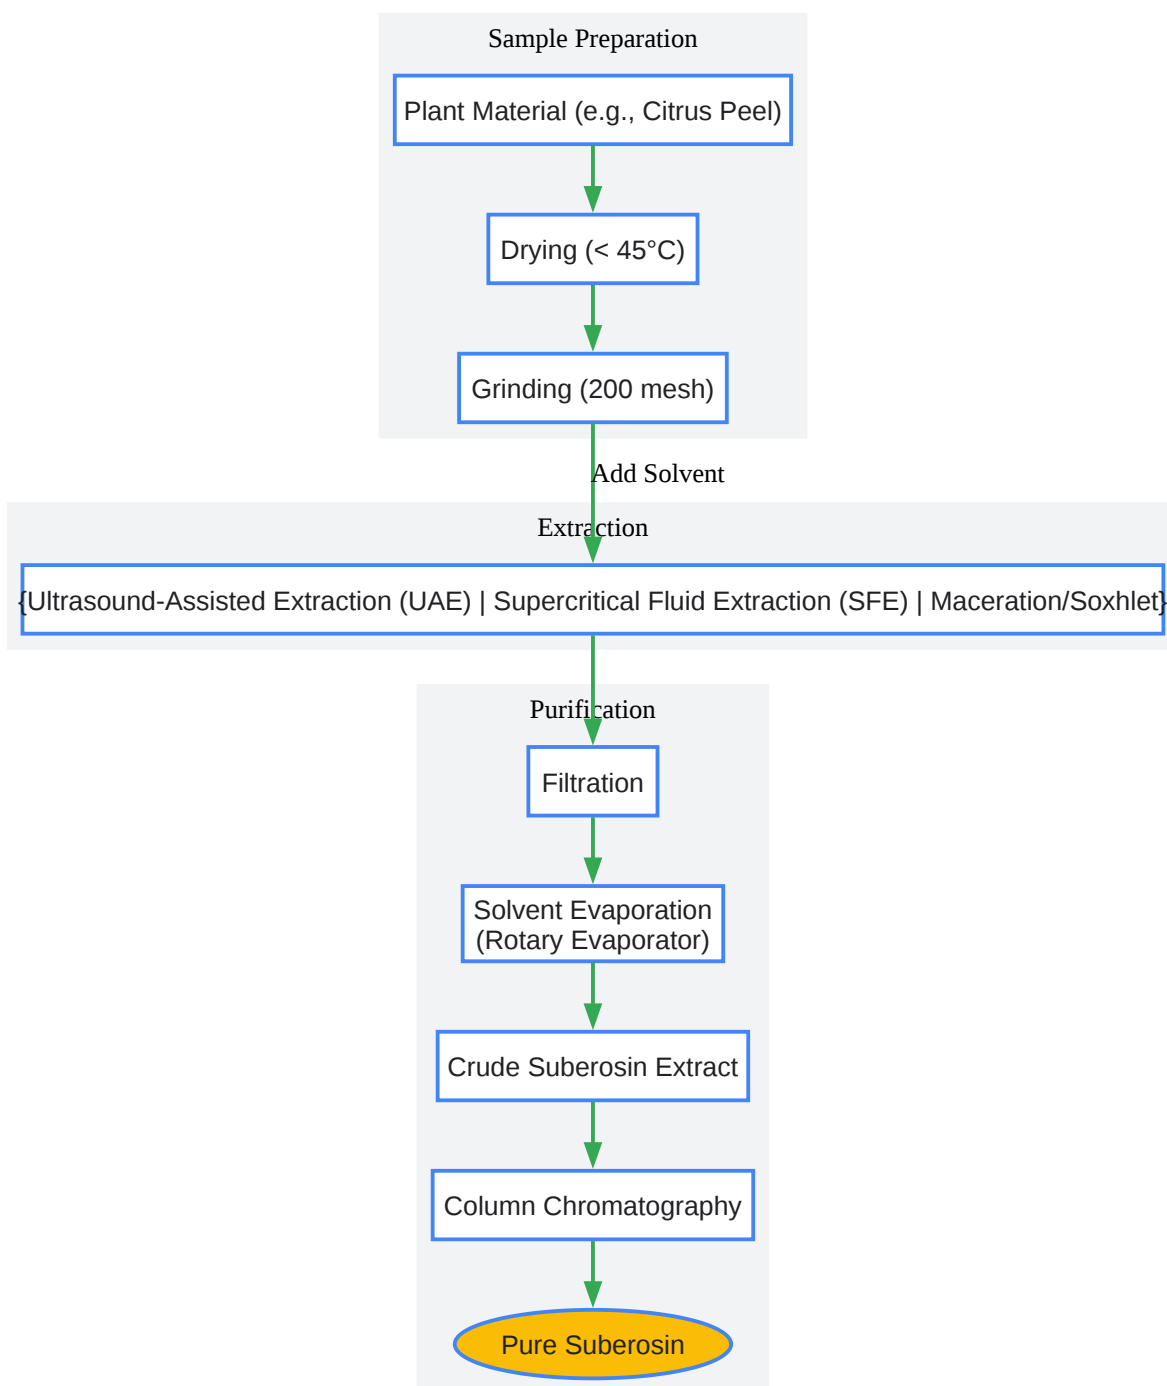 Sample Preparation
Plant Material (e.g., Citrus Peel)
Drying (< 45°C)
Grinding (200 mesh)
Add Solvent
Extraction
{Ultrasound-Assisted Extraction (UAE) | Supercritical Fluid Extraction (SFE) | Maceration/Soxhlet}
Purification
Filtration
Solvent Evaporation
(Rotary Evaporator)
Crude Suberosin Extract
Column Chromatography
Pure Suberosin